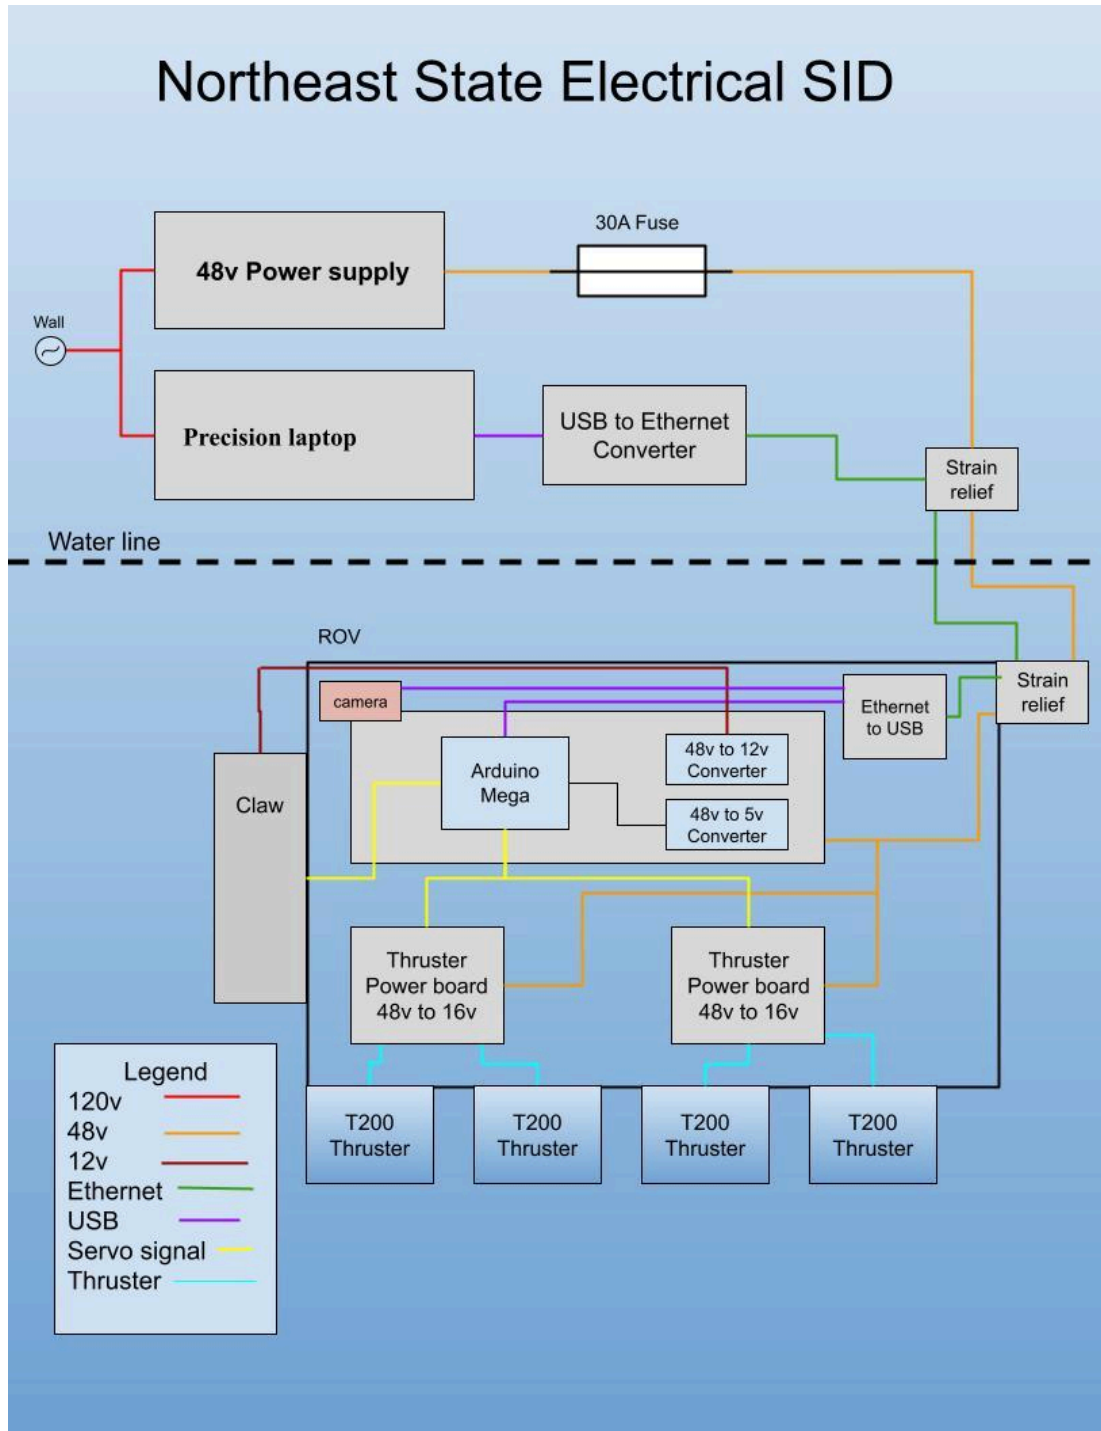 Northeast State Electrical SID
30A Fuse
48v Power supply
Wall
Precision laptop
USB to Ethernet
Converter
Strain
relief
Water line
ROV
camera
Ethernet
to USB
Strain
relief
Arduino
Mega
48v to 12v
Converter
48v to 5v
Converter
Claw
Thruster
Power board
48v to 16v
Thruster
Power board
48v to 16v
T200
Thruster
T200
Thruster
T200
Thruster
T200
Thruster
Legend
120v
48v
12v
Ethernet
USB
Servo signal
Thruster